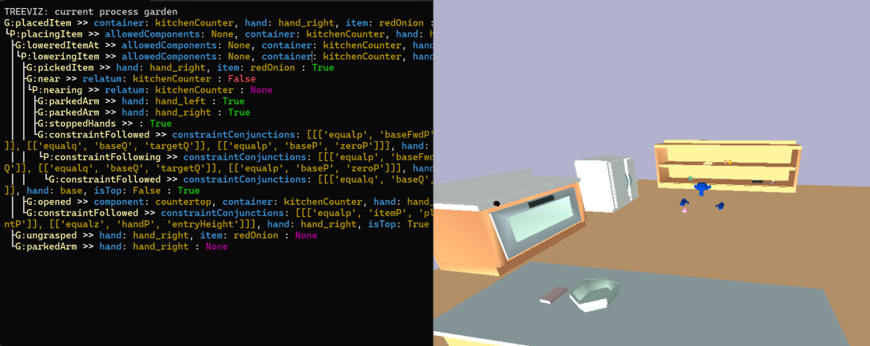 TREEVIZ: current process garden
G:placedItem >> container: kitchenCounter, hand: hand_right, item: redOnion :
P:placingItem >> allowedComponents: None, container: kitchenCounter, hand: h
G:loweredItemAt >> allowedComponents: None, container: kitchenCounter, hand
P:loweringItem >> allowedComponents: None, container: kitchenCounter, hand
G:pickedItem >> hand: hand_right, item: redOnion : True
G:near >> relatum: kitchenCounter : False
P:nearing >> relatum: kitchenCounter : None
G:parkedArm >> hand: hand_left : True
G:parkedArm >> hand: hand_right : True
G:stoppedHands >> : True
G:constraintFollowed >> constraintConjunctions: [[['equalp', 'baseFwdP'
]], [['equalq', 'baseQ', 'targetQ'], ['equalp', 'baseP', 'zeroP']]], hand:
P:constraintFollowing >> constraintConjunctions: [[['equalp', 'baseFwd
Q']], [['equalq', 'baseQ', 'targetQ'], ['equalp', 'baseP', 'zeroP']]], hand
G:constraintFollowed >> constraintConjunctions: [[['equalq', 'baseQ',
]], hand: base, isTop: False : True
G:opened >> component: countertop, container: kitchenCounter, hand: hand_
G:constraintFollowed >> constraintConjunctions: [[['equalp', 'itemP', 'pl
ntP']], [['equalz', 'handP', 'entryHeight']]], hand: hand_right, isTop: True
G:ungrasped >> hand: hand_right, item: redOnion : None
G:parkedArm >> hand: hand_right : None